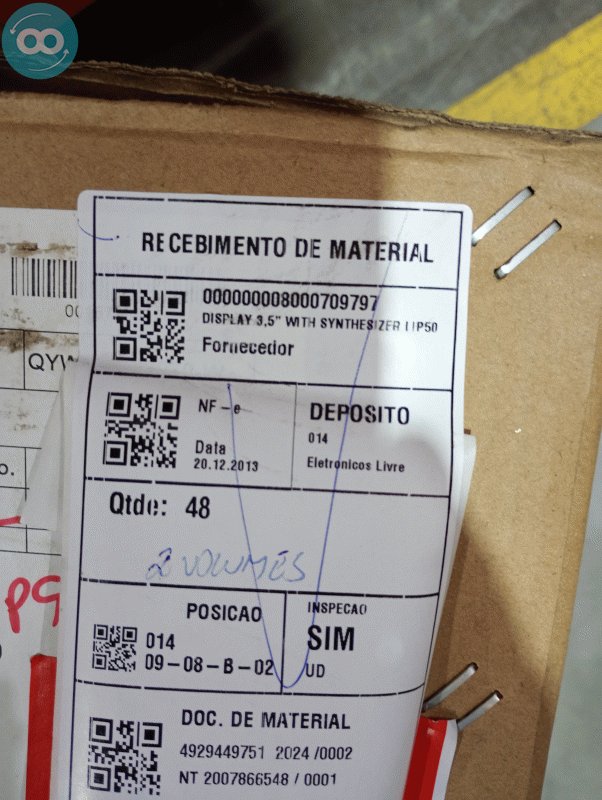 RECEBIMENTO DE MATERIAL
000000008000709797
DISPLAY 3,5" WITH SYNTHESIZER LIP50
Fornecedor
QYW
NF-e
DEPOSITO
014
Data
20.12.2013
Eletronicos Livre
o.
Qtde: 48
2 VOLUMES
P9
POSICAO
INSPECAO
014
SIM
09-08-B-02
UD
DOC. DE MATERIAL
4929449751 2024 /0002
NT 2007866548 / 0001